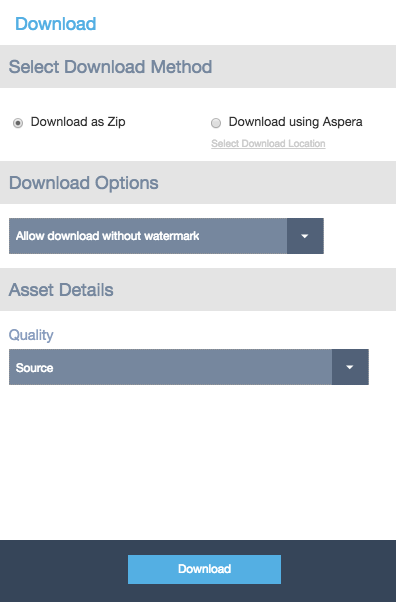 Download
Select Download Method
Download as Zip
Download using Aspera
Select Download Location
Download Options
Allow download without watermark
Asset Details
Quality
Source
Download